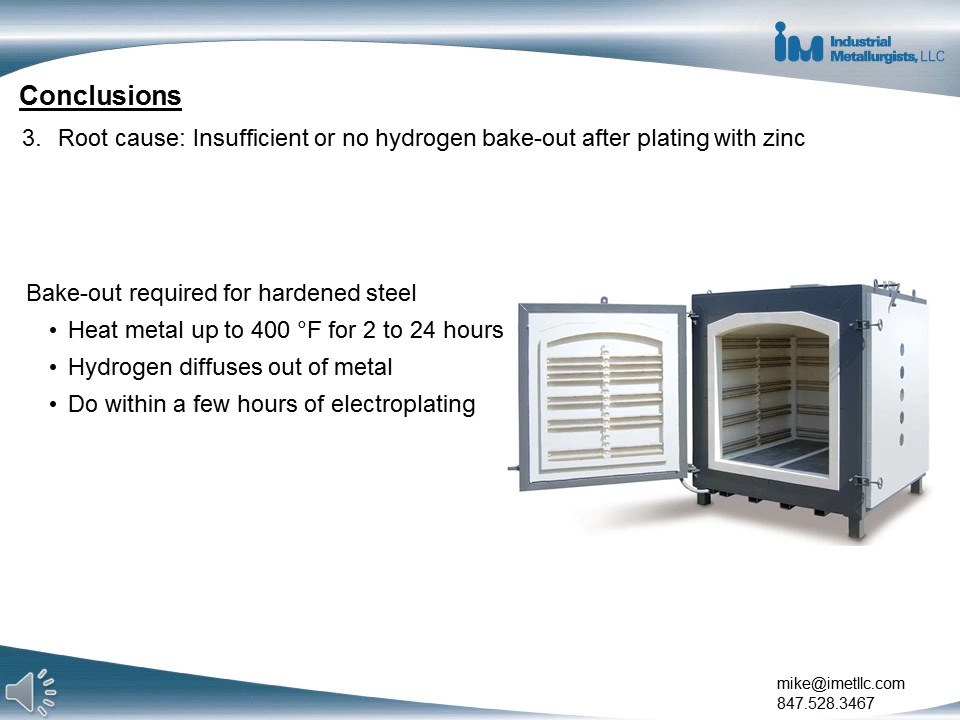 im Industrial
Metallurgists, LLC
Conclusions
3. Root cause: Insufficient or no hydrogen bake-out after plating with zinc
Bake-out required for hardened steel
• Heat metal up to 400 °F for 2 to 24 hours
• Hydrogen diffuses out of metal
• Do within a few hours of electroplating
mike@imetllc.com
847.528.3467